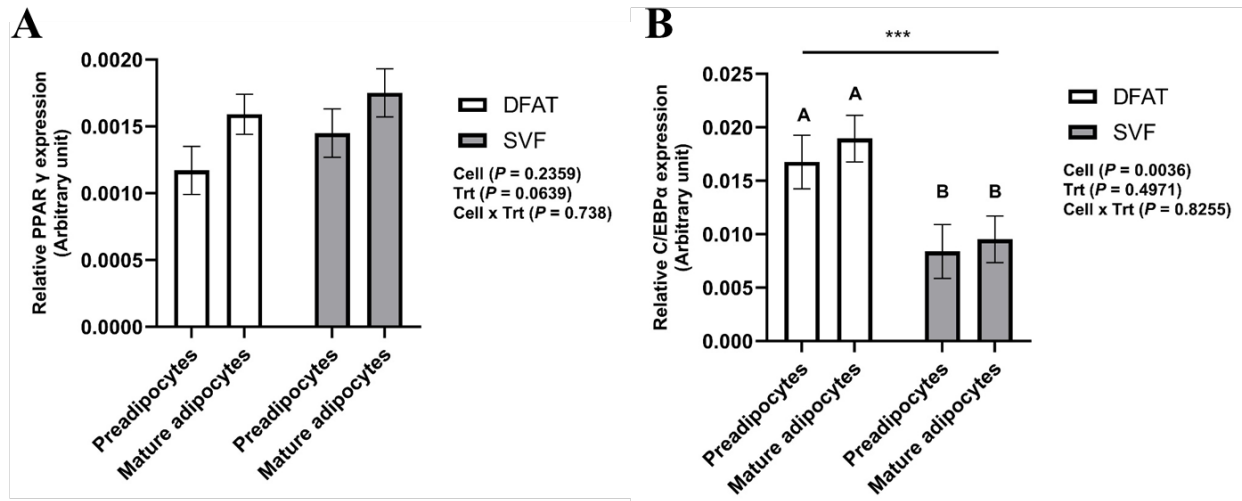 A
Relative PPAR γ expression
(Arbitrary unit)
0.0020
0.0015
0.0010
0.0005
0.0000
Preadipocytes
Mature adipocytes
Preadipocytes
Mature adipocytes
DFAT
SVF
Cell (P = 0.2359)
Trt (P = 0.0639)
Cell x Trt (P = 0.738)
B
***
Relative C/EBPα expression
(Arbitrary unit)
0.025
0.020
0.015
0.010
0.005
0.000
A
A
B
B
Preadipocytes
Mature adipocytes
Preadipocytes
Mature adipocytes
DFAT
SVF
Cell (P = 0.0036)
Trt (P = 0.4971)
Cell x Trt (P = 0.8255)